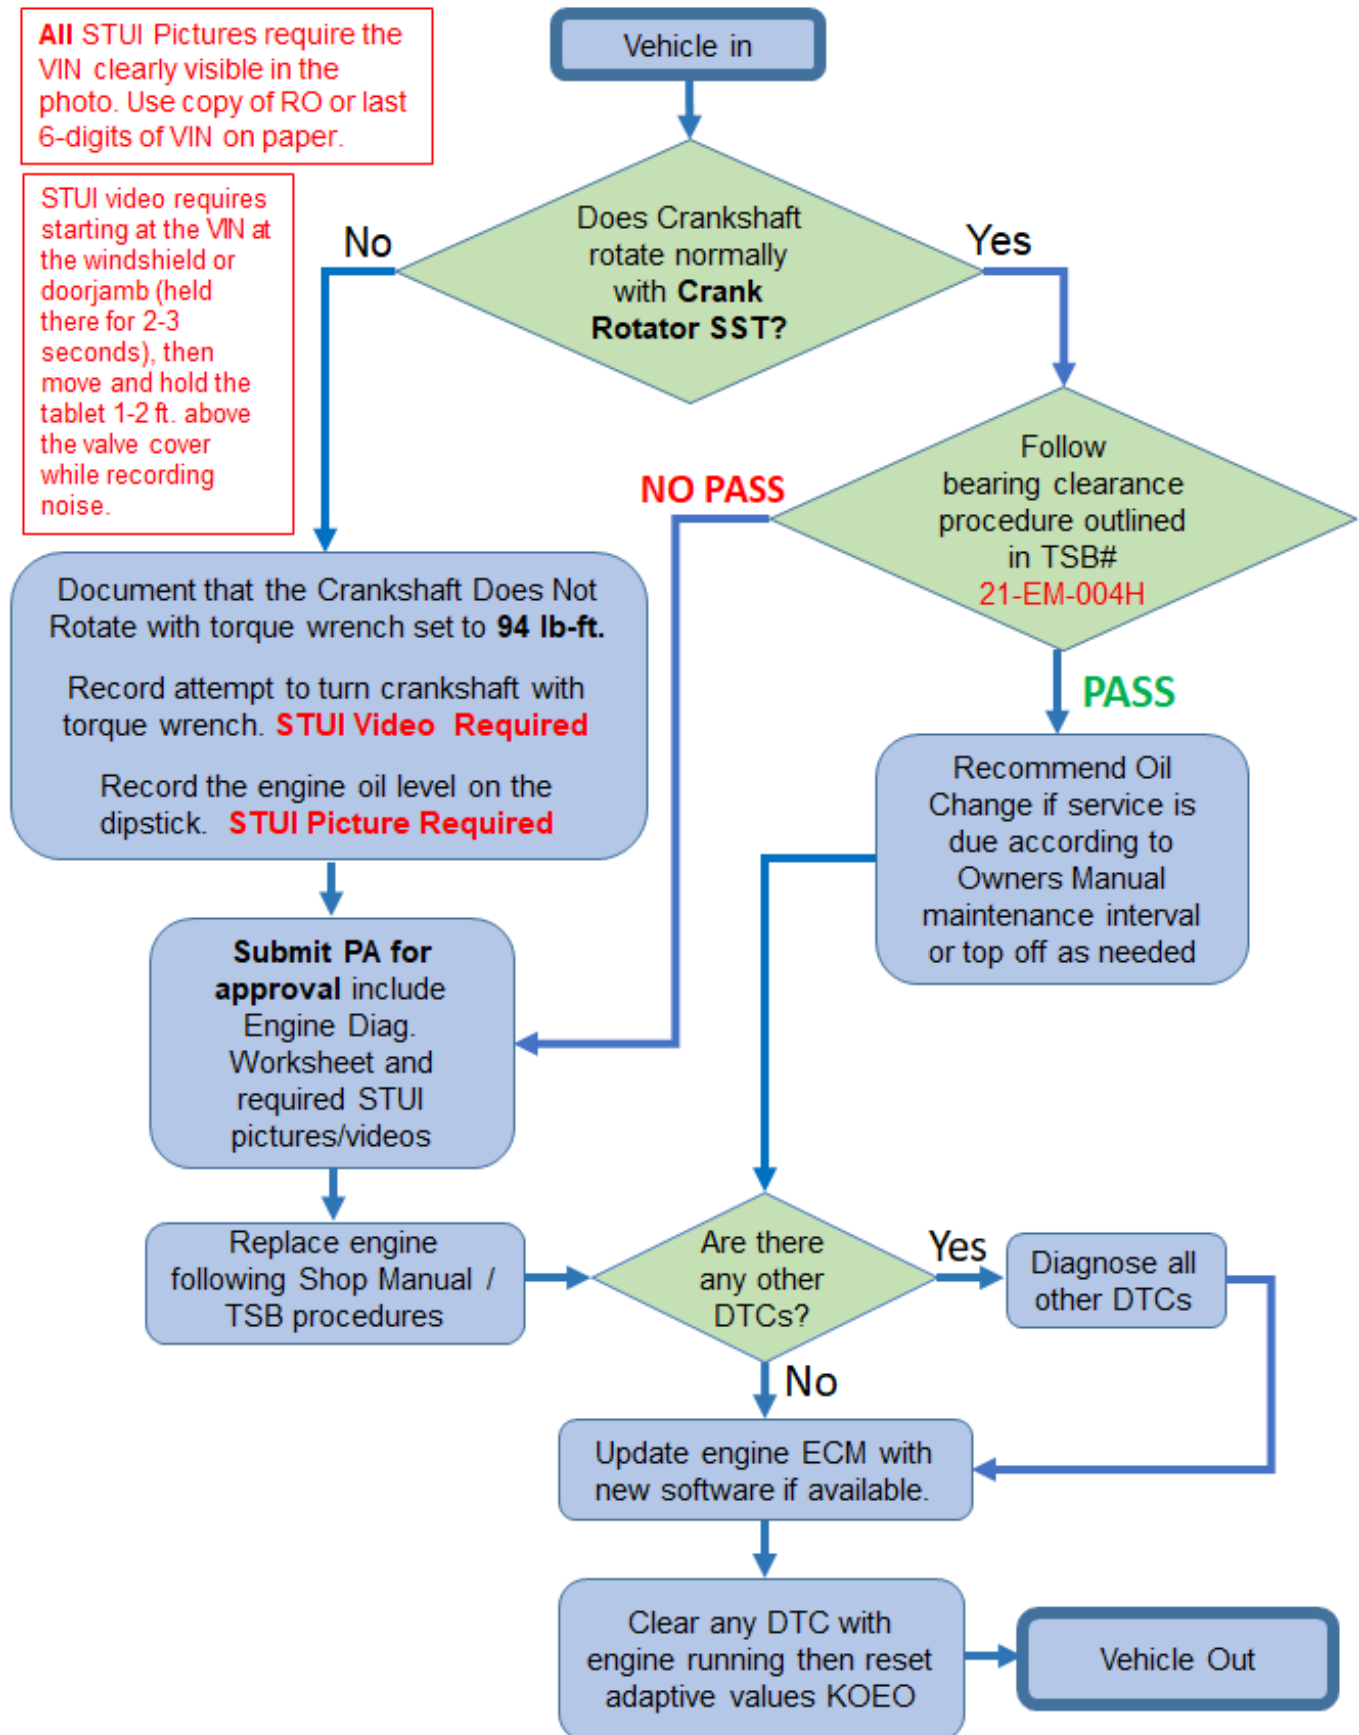 All STUI Pictures require the
VIN clearly visible in the
photo. Use copy of RO or last
6-digits of VIN on paper.
Vehicle in
STUI video requires
starting at the VIN at
the windshield or
doorjamb (held
there for 2-3
seconds), then
move and hold the
tablet 1-2 ft. above
the valve cover
while recording
noise.
No
Does Crankshaft
rotate normally
with Crank
Rotator SST?
Yes
NO PASS
Follow
bearing clearance
procedure outlined
in TSB#
21-EM-004H
PASS
Document that the Crankshaft Does Not
Rotate with torque wrench set to 94 lb-ft.
Record attempt to turn crankshaft with
torque wrench. STUI Video Required
Record the engine oil level on the
dipstick. STUI Picture Required
Recommend Oil
Change if service is
due according to
Owners Manual
maintenance interval
or top off as needed
Submit PA for
approval include
Engine Diag.
Worksheet and
required STUI
pictures/videos
Replace engine
following Shop Manual /
TSB procedures
Are there
any other
DTCs?
Yes
Diagnose all
other DTCs
No
Update engine ECM with
new software if available.
Clear any DTC with
engine running then reset
adaptive values KOEO
Vehicle Out